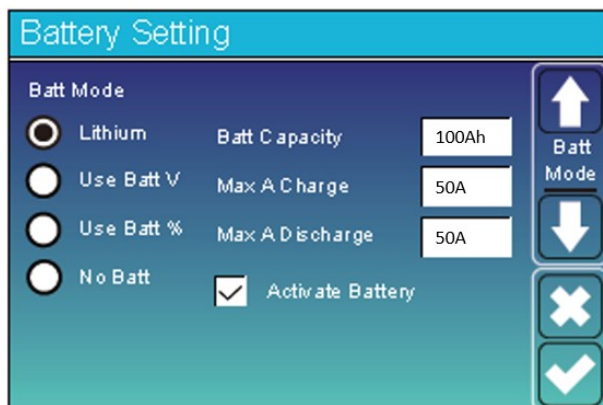 Battery Setting
Batt Mode
Lithium
Batt Capacity
100Ah
Use Batt V
Max A Charge
50A
Use Batt %
Max A Discharge
50A
No Batt
Activate Battery
Batt
Mode